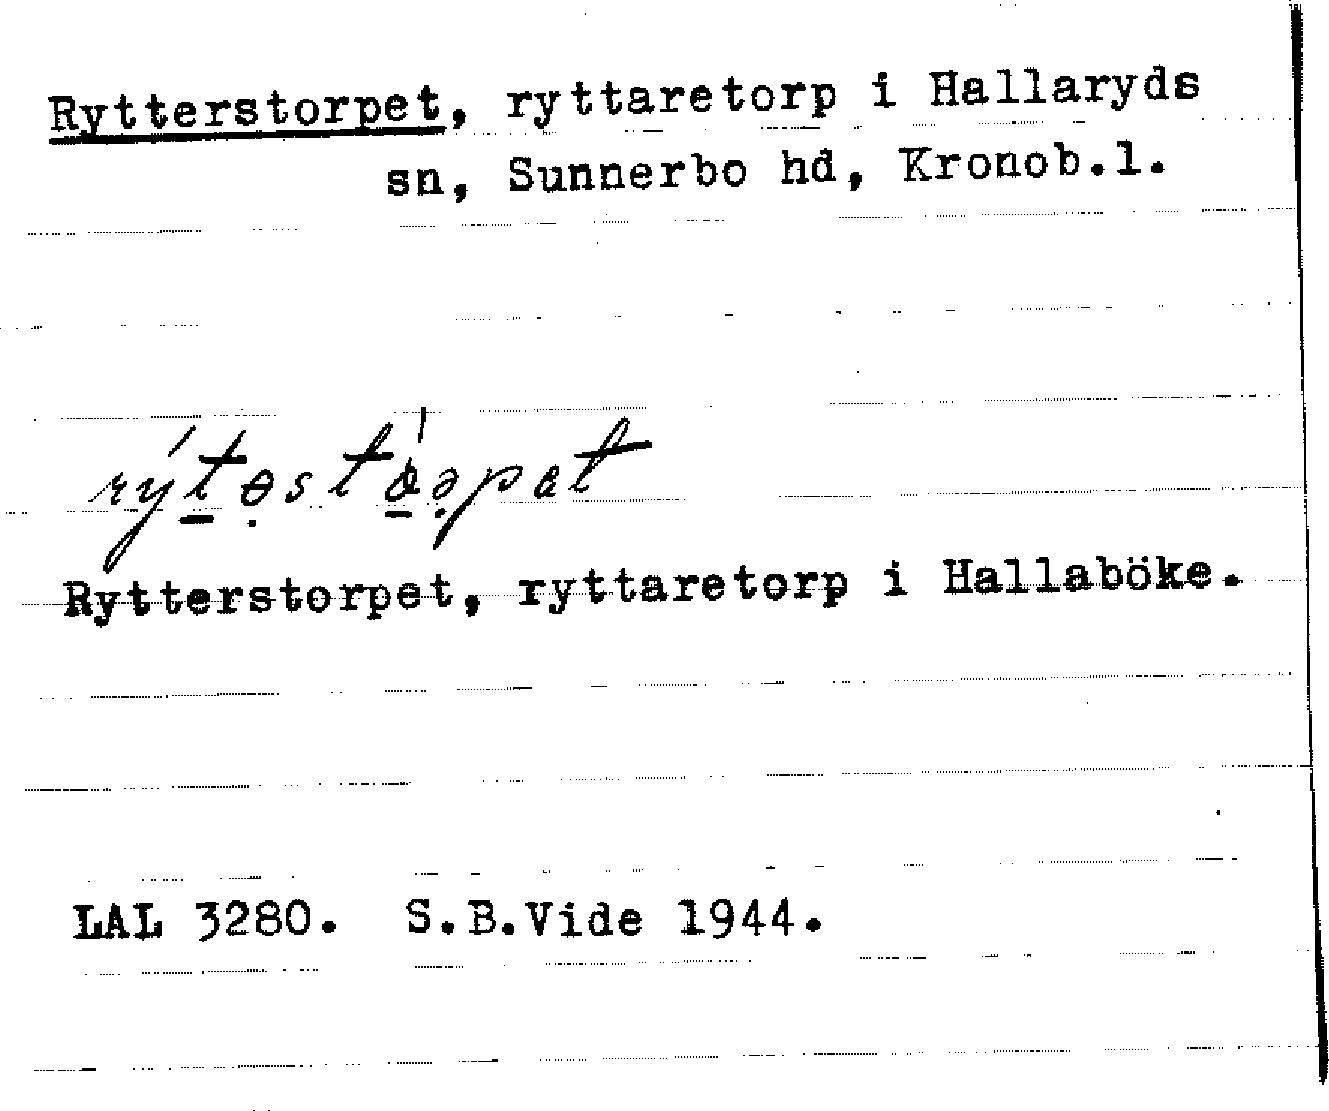 Rytterstorpet, ryttaretorp i Hallaryds
sn, Sunnerbo hd, Kronob.l.
Rytterstorpet, ryttaretorp i Hallaböke.
LAL 3280. S.B.Vide 1944.